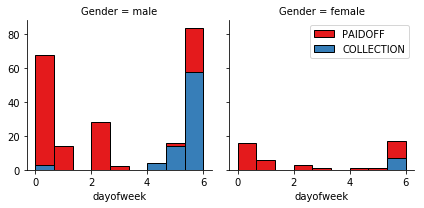 Gender = male
Gender = female
PAIDOFF
COLLECTION
80
60
40
20
0
0
2
4
6
0
2
4
6
dayofweek
dayofweek